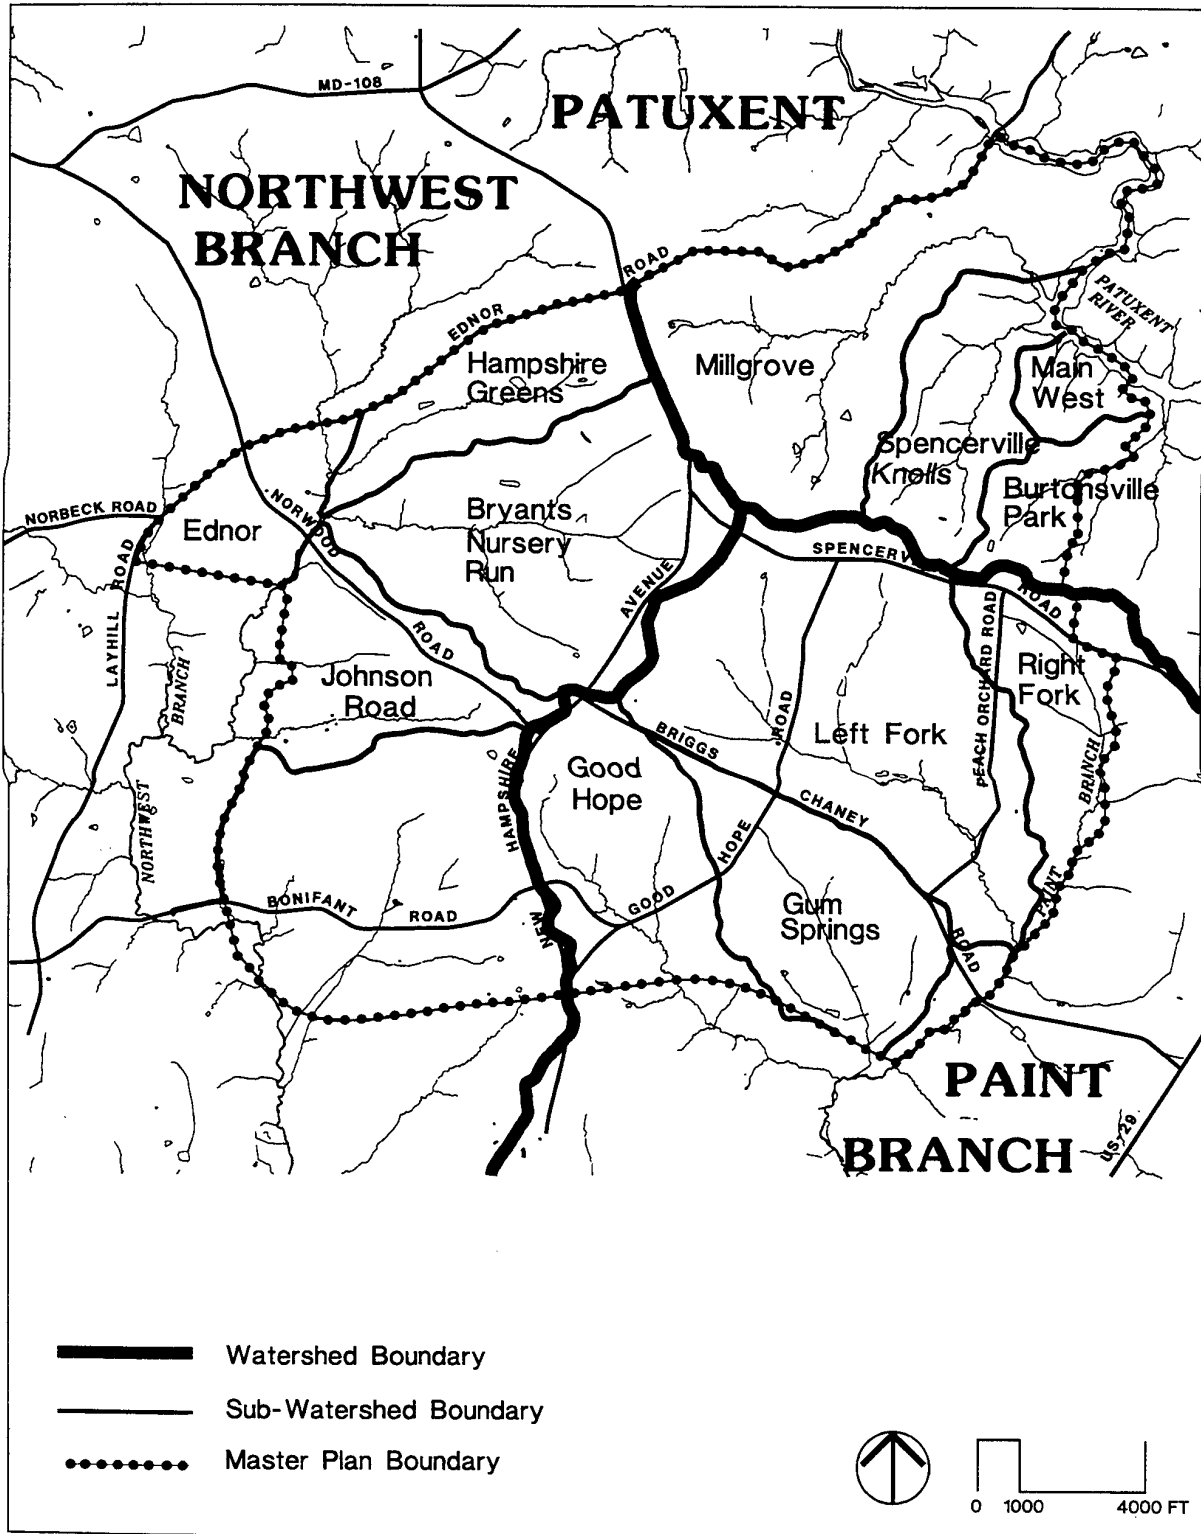 MD-108
PATUXENT
NORTHWEST
BRANCH
ROAD
EDNOR
PATUXENT
RIVER
Hampshire
Greens
Millgrove
Main
West
Spencerville
Knolls
Burtonsville
Park
NORBECK ROAD
Ednor
NORWOOD
ROAD
Bryants
Nursery
Run
AVENUE
SPENCERV
ROAD
LAYHILL
ROAD
BRANCH
Johnson
Road
PEACH ORCHARD ROAD
Right
Fork
ROAD
Left Fork
BRIGGS
CHANEY
ROAD
Good
Hope
HAMPSHIRE
NEW
NORTHWEST
BRANCH
PAINT
HOPE
GOOD
BONIFANT
ROAD
Gum
Springs
PAINT
BRANCH
US-29
Watershed Boundary
Sub-Watershed Boundary
Master Plan Boundary
0 1000 4000 FT